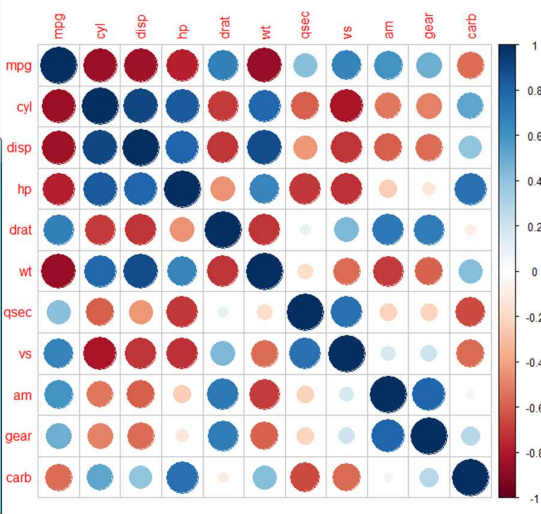 mpg cyl disp hp drat wt qsec vs am gear carb
mpg
cyl
disp
hp
drat
wt
qsec
vs
am
gear
carb
1
0.8
0.6
0.4
0.2
0
-0.2
-0.4
-0.6
-0.8
-1